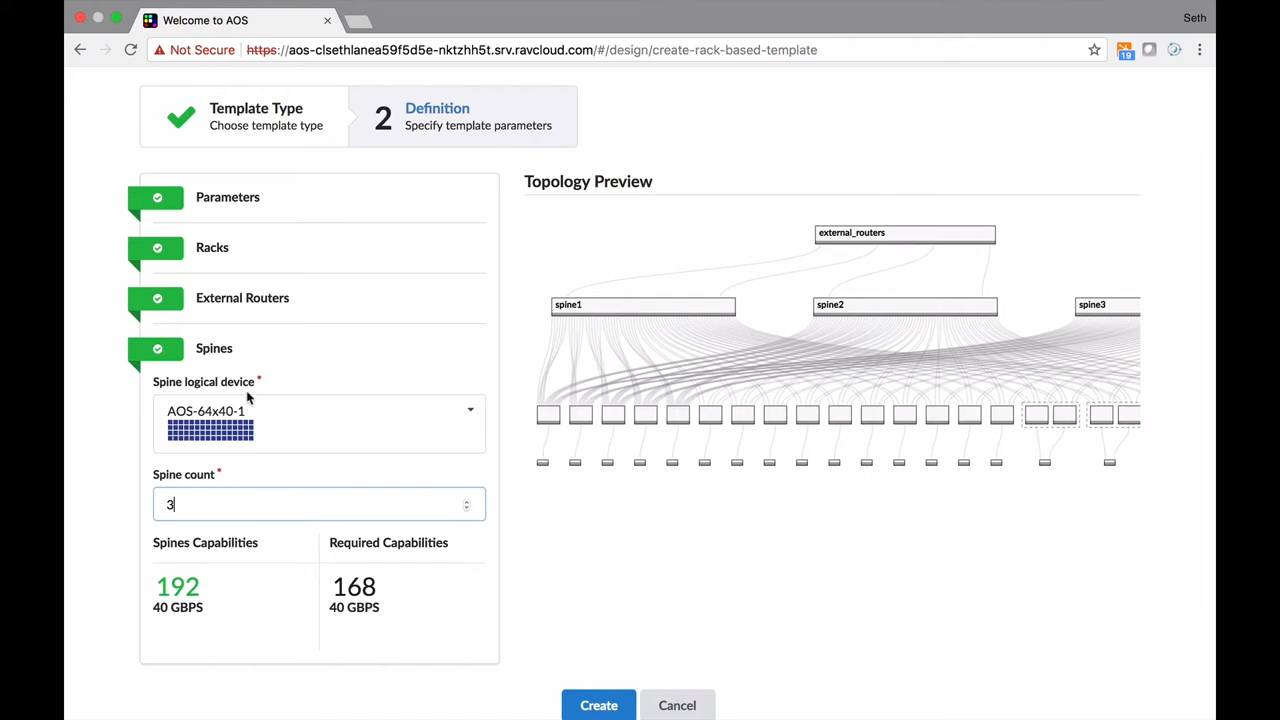 Welcome to AOS
Seth
Not Secure
https://aos-clsethlanea59f5d5e-nktzhh5t.srv.ravcloud.com/#/design/create-rack-based-template
19
Template Type
Choose template type
2
Definition
Specify template parameters
Parameters
Racks
External Routers
Spines
Spine logical device *
AOS-64x40-1
Spine count *
3
Spines Capabilities
Required Capabilities
192
168
40 GBPS
40 GBPS
Topology Preview
external_routers
spine1
spine2
spine3
Create
Cancel